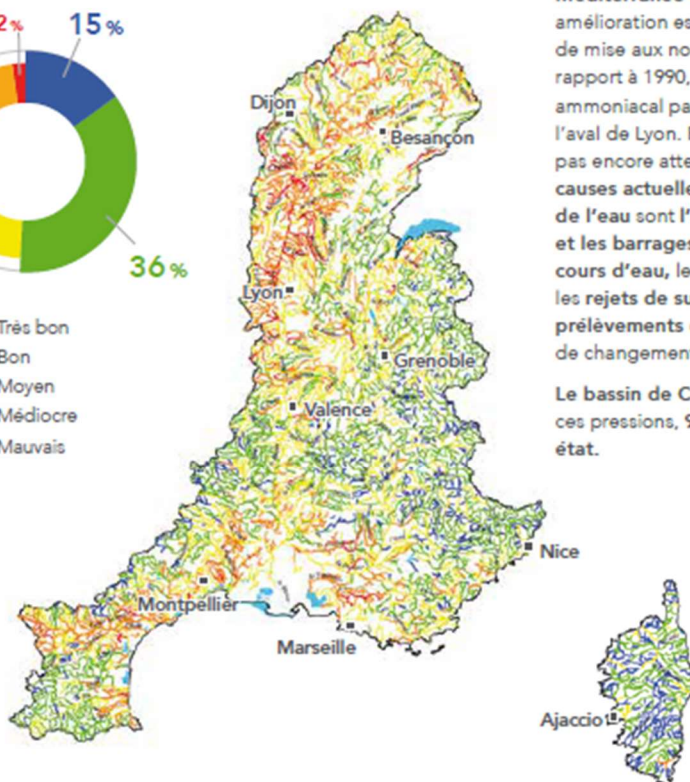 2 %
15 %
36 %
Très bon
Bon
Moyen
Médiocre
Mauvais
Dijon
Besançon
Lyon
Grenoble
Valence
Nice
Montpellier
Marseille
Ajaccio
amélioration es
de mise aux no
rapport à 1990,
ammoniacal pa
l'aval de Lyon.
pas encore atte
causes actuelle
de l'eau sont l'
et les barrages
cours d'eau, le
les rejets de su
prélèvements
de changement
Le bassin de C
ces pressions, 9
état.